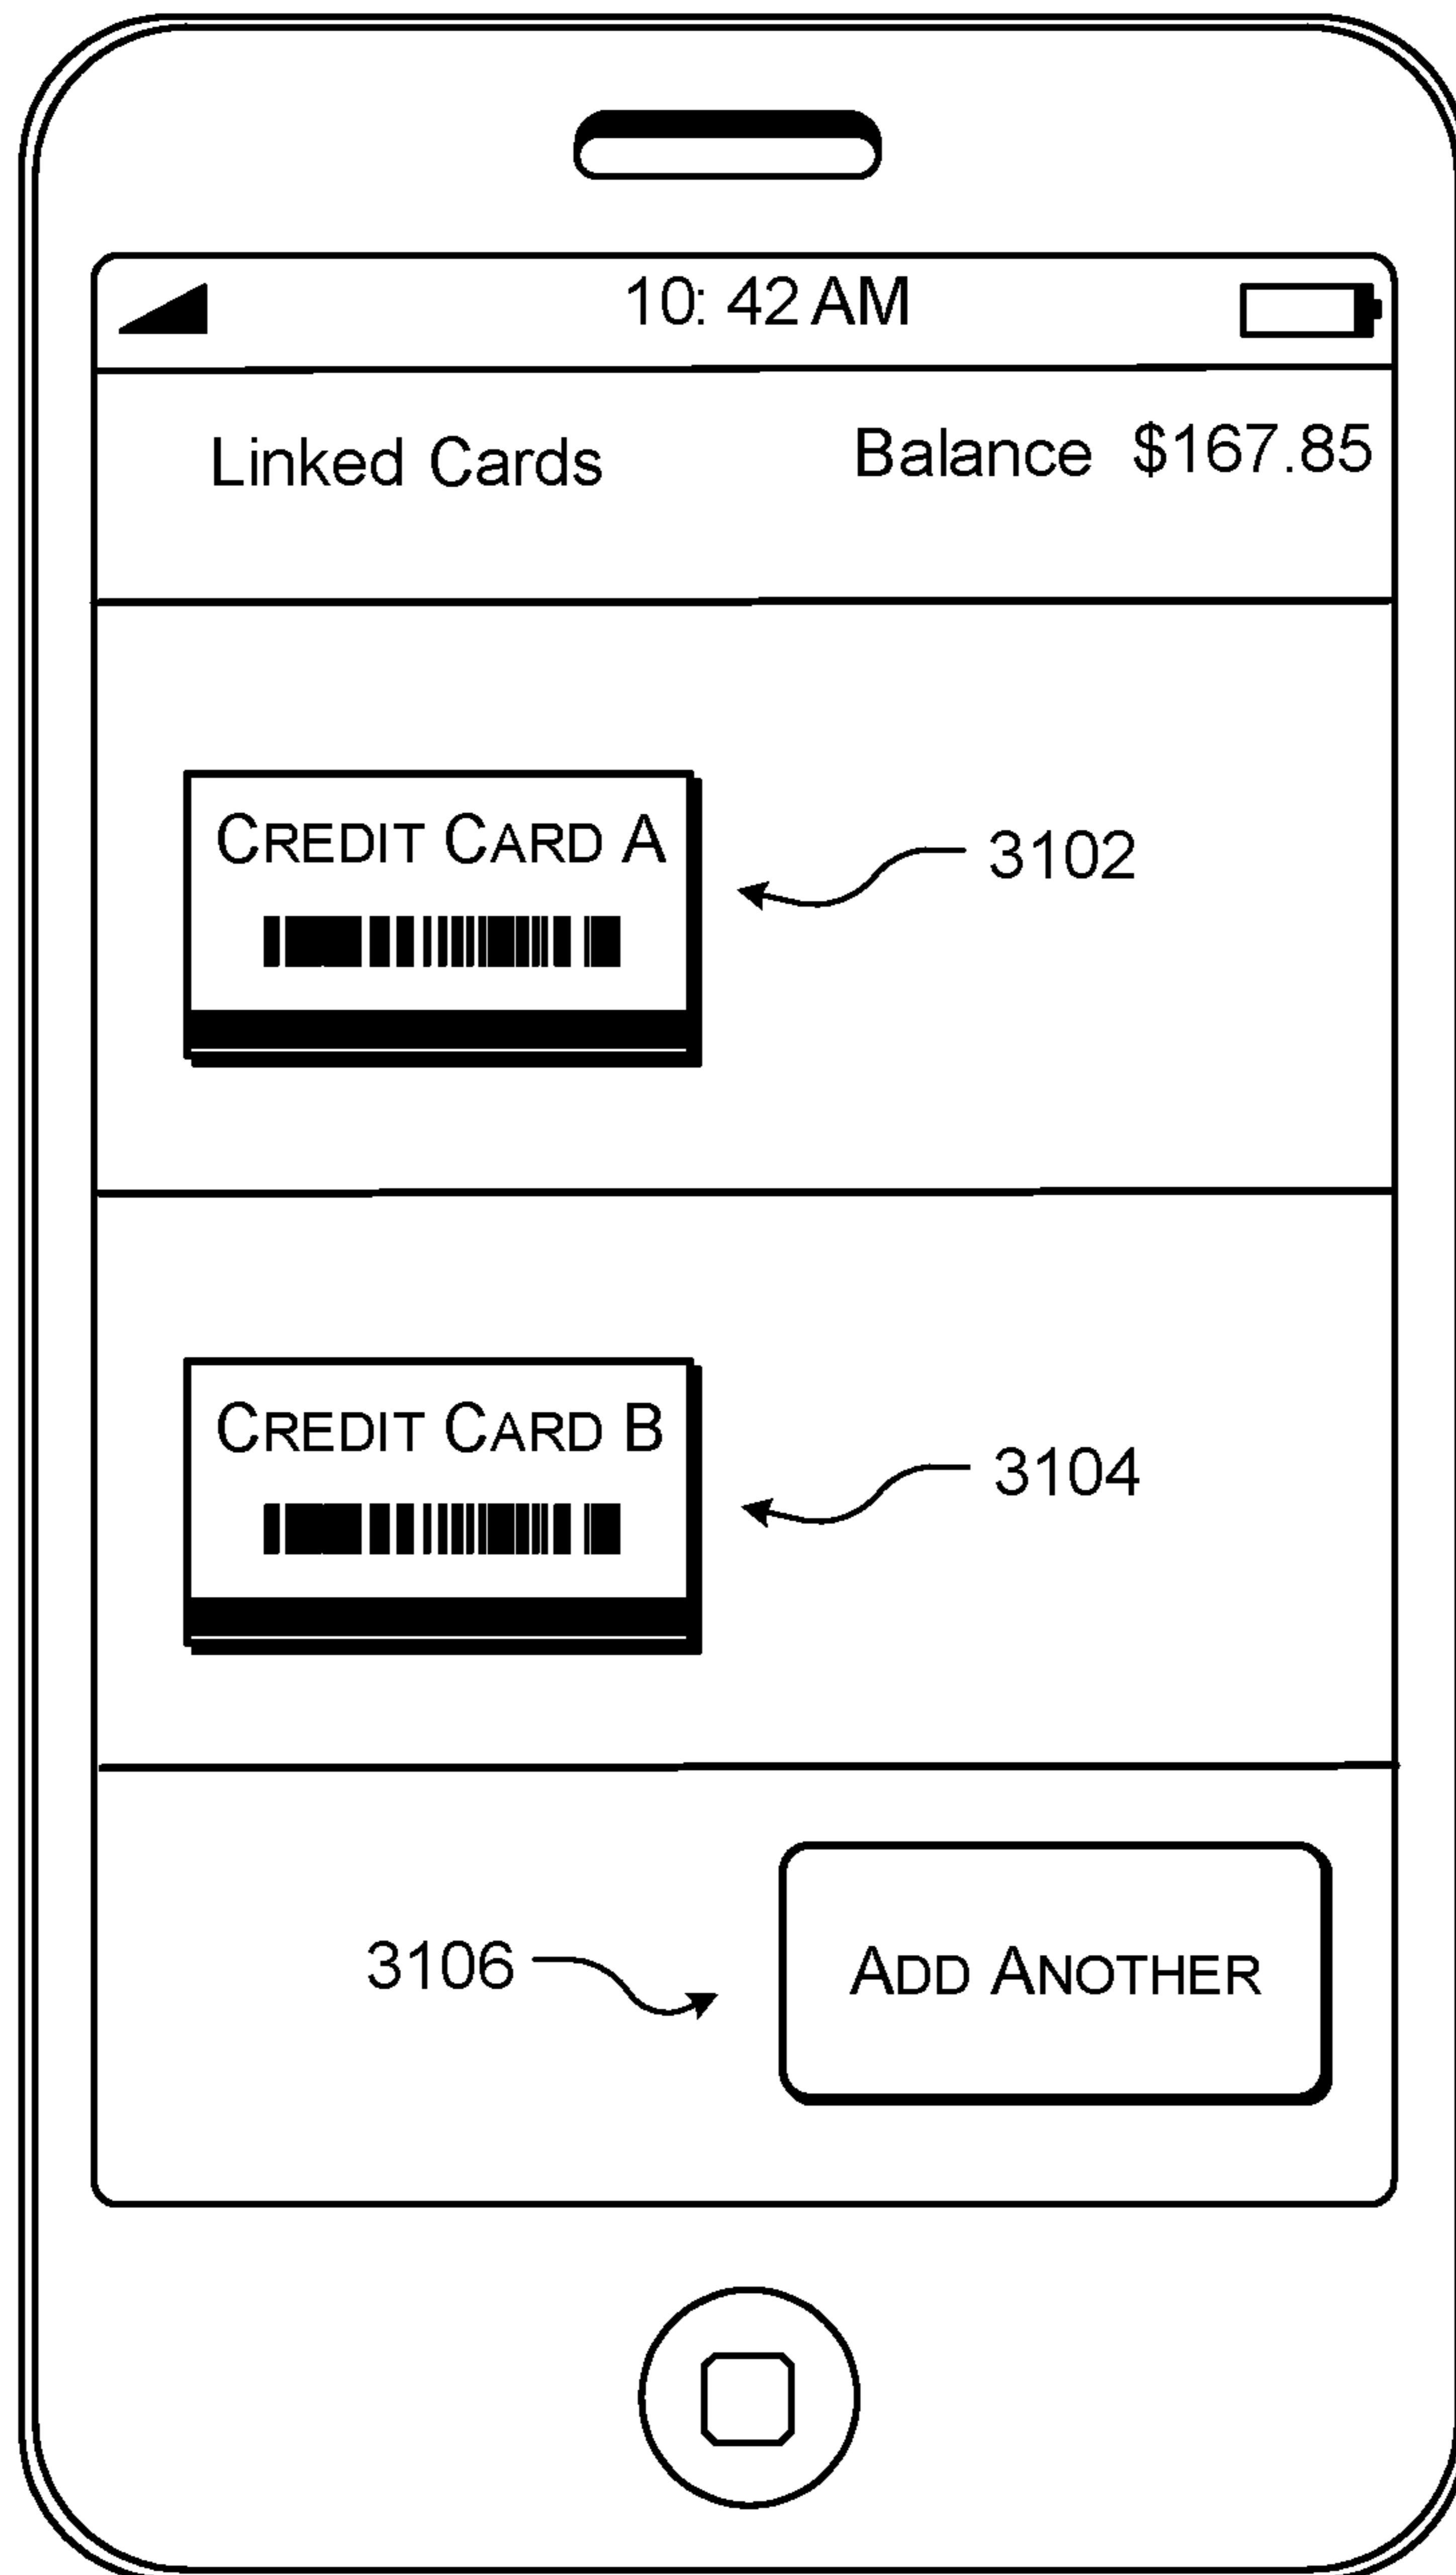 10: 42 AM
Linked Cards Balance $167.85
CREDIT CARD A
3102
CREDIT CARD B
3104
3106 ADD ANOTHER